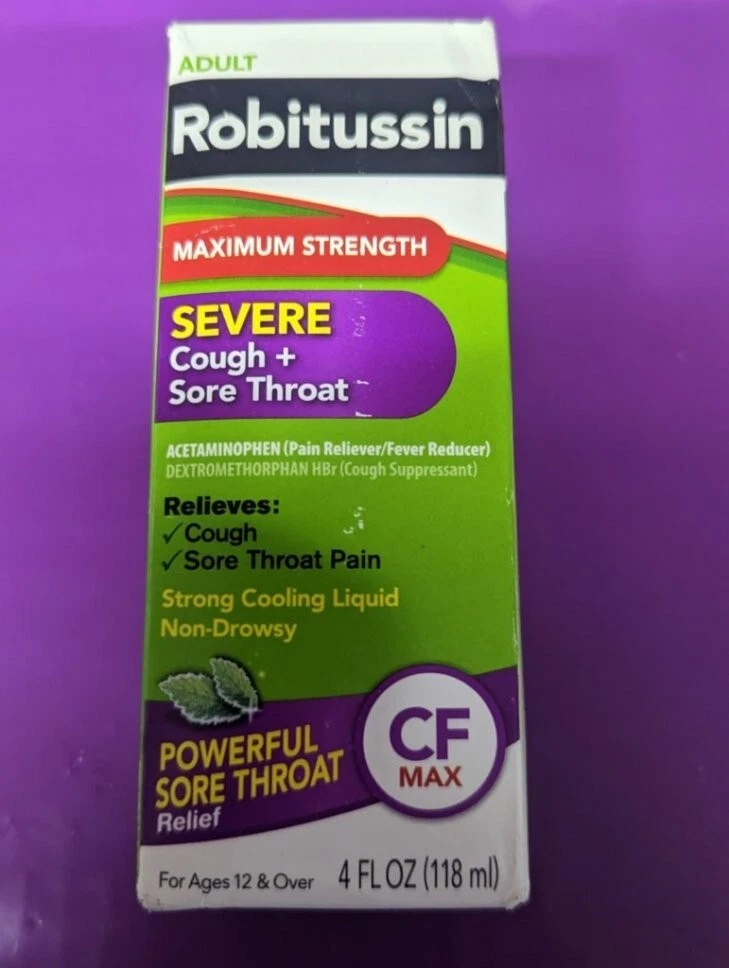 ADULT
Robitussin
MAXIMUM STRENGTH
SEVERE
Cough +
Sore Throat
ACETAMINOPHEN (Pain Reliever/Fever Reducer)
DEXTROMETHORPHAN HBr (Cough Suppressant)
Relieves:
✓Cough
✓Sore Throat Pain
Strong Cooling Liquid
Non-Drowsy
POWERFUL
SORE THROAT
Relief
CF
MAX
For Ages 12 & Over 4 FL OZ (118 ml)